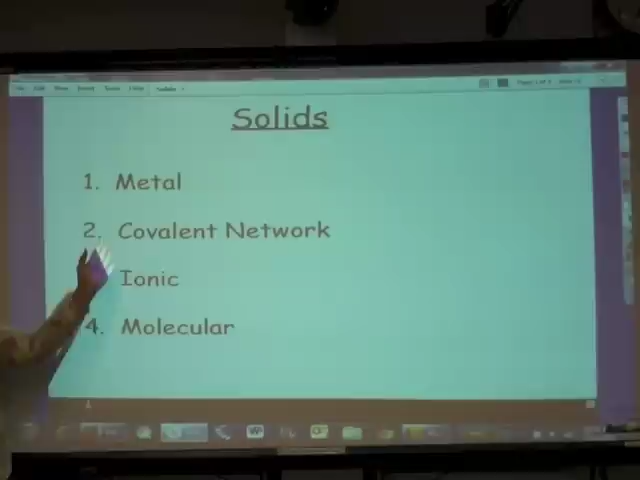 Solids
1. Metal
2. Covalent Network
Ionic
4. Molecular